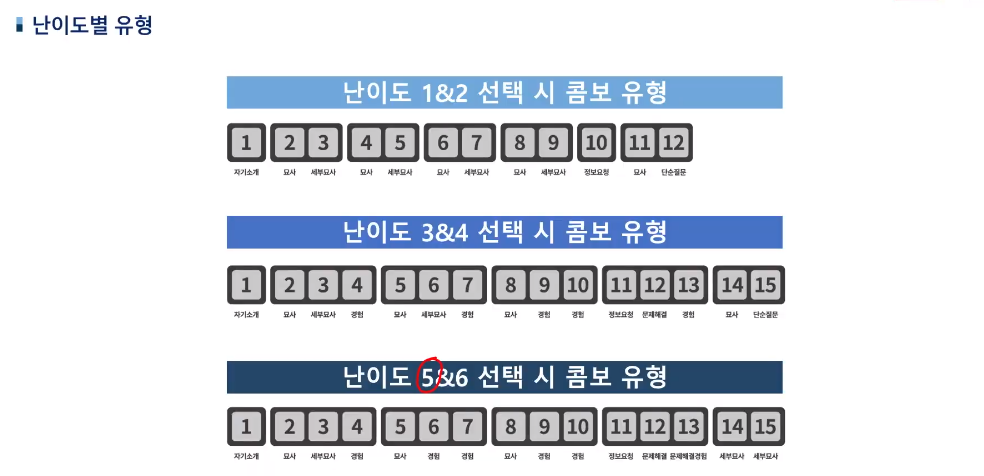 난이도별 유형
난이도 1&2 선택 시 콤보 유형
1 2 3 4 5 6 7 8 9 10 11 12
자기소개 묘사 세부묘사 묘사 세부묘사 묘사 세부묘사 묘사 세부묘사 정보요청 묘사 단순질문
난이도 3&4 선택 시 콤보 유형
1 2 3 4 5 6 7 8 9 10 11 12 13 14 15
자기소개 묘사 세부묘사 경험 묘사 세부묘사 경험 묘사 경험 경험 정보요청 문제해결 경험 묘사 단순질문
난이도 5&6 선택 시 콤보 유형
1 2 3 4 5 6 7 8 9 10 11 12 13 14 15
자기소개 묘사 세부묘사 경험 묘사 경험 경험 묘사 경험 경험 정보요청 문제해결 문제해결경험 세부묘사 세부묘사